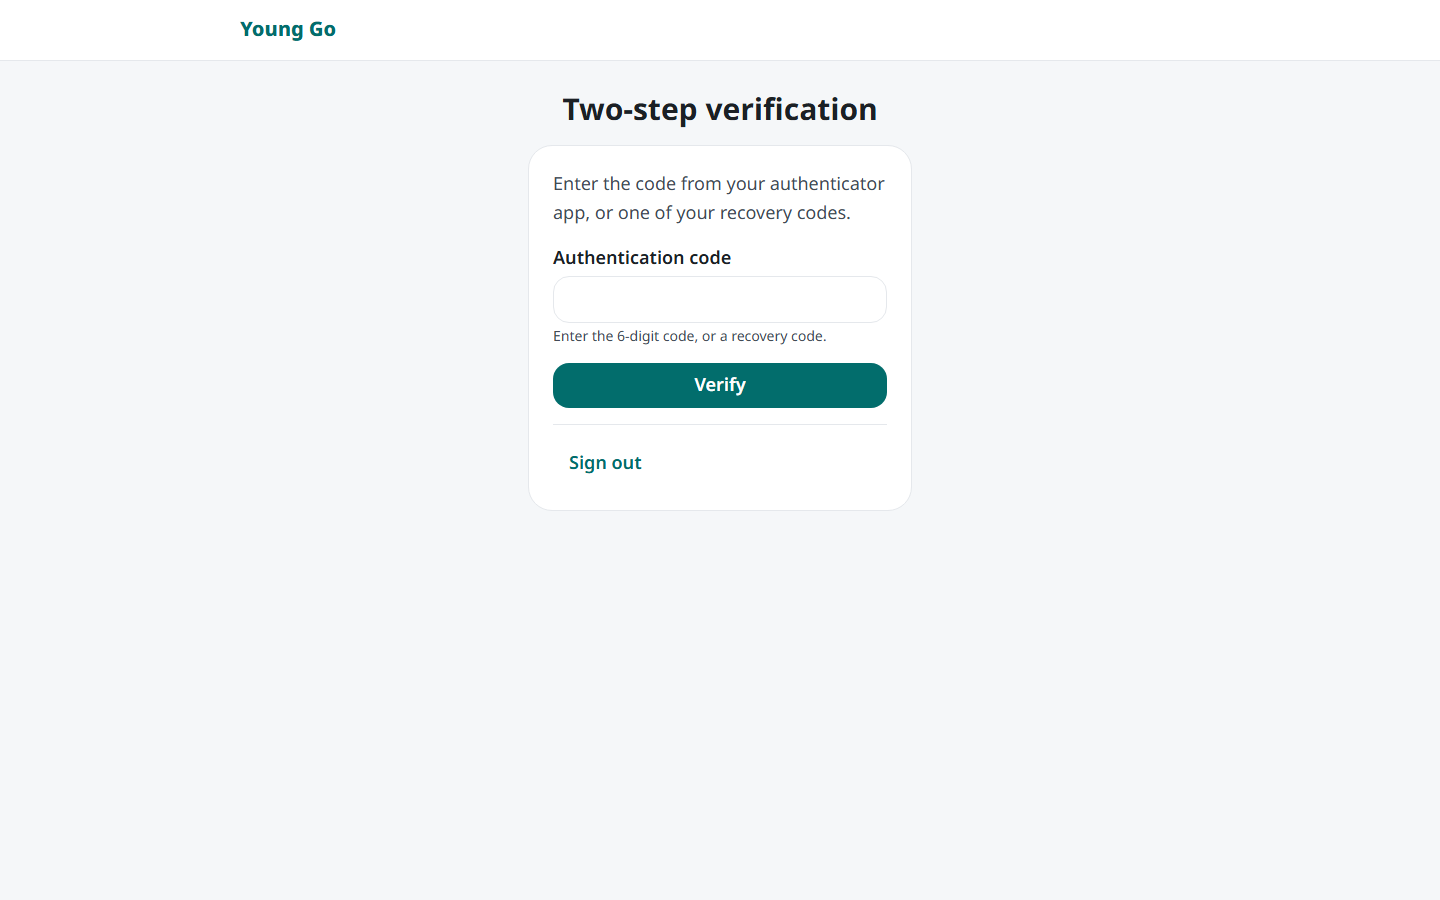 Young Go
Two-step verification
Enter the code from your authenticator
app, or one of your recovery codes.
Authentication code
Enter the 6-digit code, or a recovery code.
Verify
Sign out